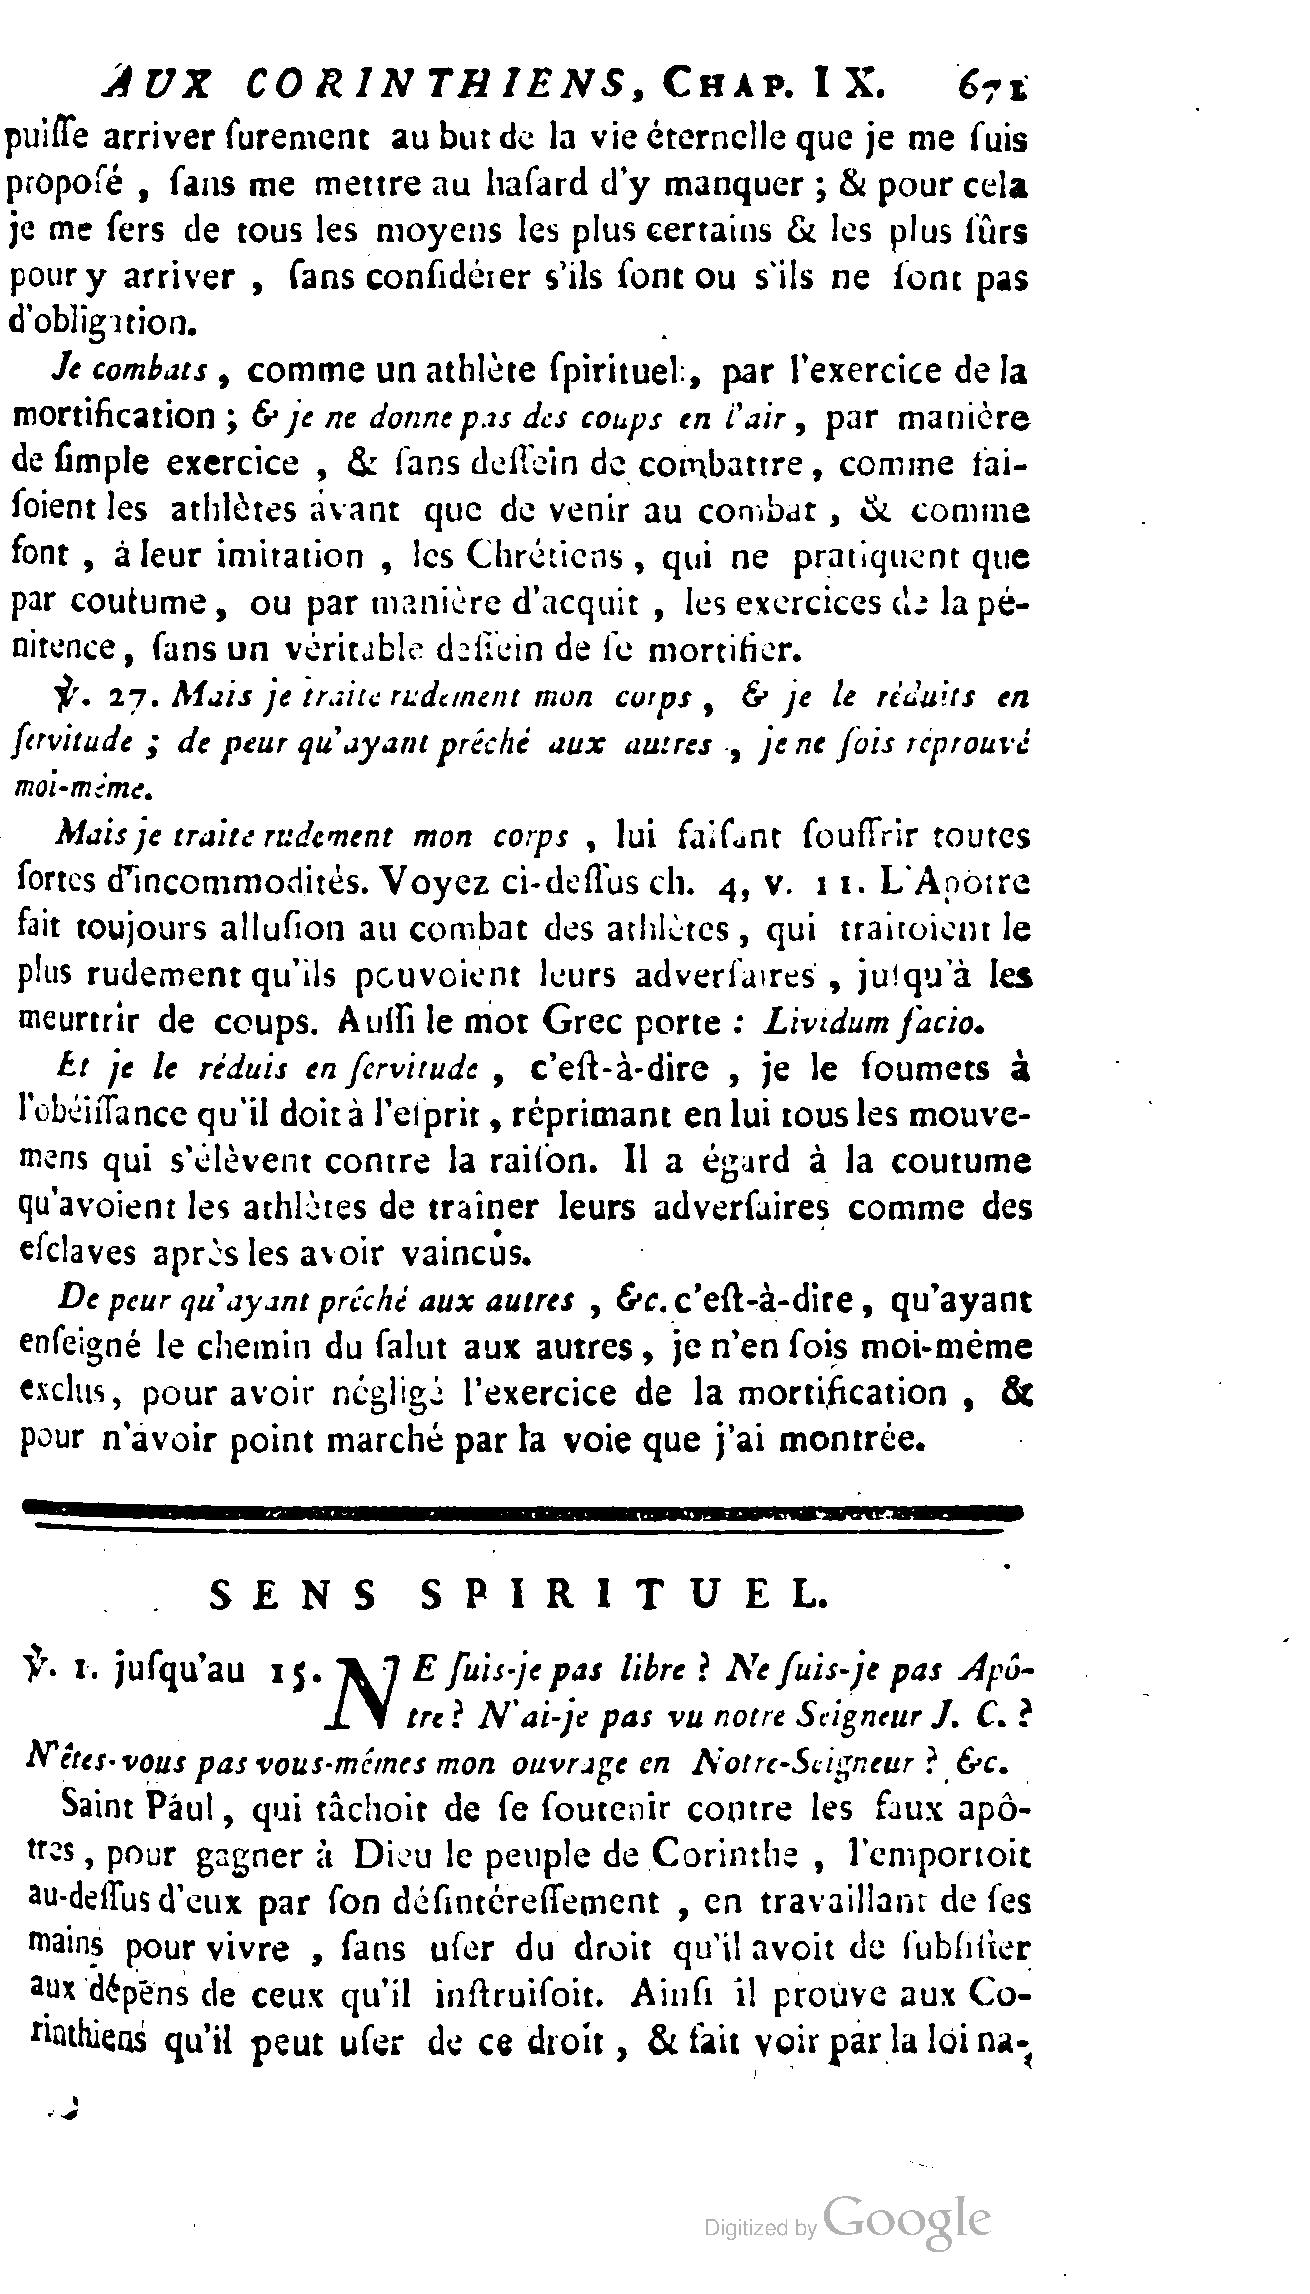 AUX CORINTHIENS, CHAP. IX. 671
puiſſe arriver ſurement au but de la vie éternelle que je me ſuis
propoſé , ſans me mettre au haſard d'y manquer ; & pour cela
je me ſers de tous les moyens les plus certains & les plus ſûrs
pour y arriver , ſans conſidérer s'ils ſont ou s'ils ne ſont pas
d'obligation.
Je combats , comme un athlète ſpirituel , par l'exercice de la
mortification ; & je ne donne pas des coups en l'air , par manière
de ſimple exercice , & ſans deſſein de combattre , comme fai-
ſoient les athlètes avant que de venir au combat , & comme
font , à leur imitation , les Chrétiens , qui ne pratiquent que
par coutume , ou par manière d'acquit , les exercices de la pé-
nitence , ſans un véritable deſſein de ſe mortifier.
℣. 27. Mais je traite rudement mon corps , & je le réduits en
ſervitude ; de peur qu'ayant prêché aux autres , je ne ſois réprouvé
moi-même.
Mais je traite rudement mon corps , lui faiſant ſouffrir toutes
ſortes d'incommodités. Voyez ci-deſſus ch. 4, v. 11. L'Apôtre
fait toujours alluſion au combat des athlètes , qui traitoient le
plus rudement qu'ils pouvoient leurs adverſaires , juſqu'à les
meurtrir de coups. Auſſi le mot Grec porte : Lividum facio.
Et je le réduis en ſervitude , c'eſt-à-dire , je le ſoumets à
l'obéiſſance qu'il doit à l'eſprit , réprimant en lui tous les mouve-
mens qui s'élèvent contre la raiſon. Il a égard à la coutume
qu'avoient les athlètes de traîner leurs adverſaires comme des
eſclaves après les avoir vaincus.
De peur qu'ayant prêché aux autres , &c. c'eſt-à-dire , qu'ayant
enſeigné le chemin du ſalut aux autres , je n'en ſois moi-même
exclus , pour avoir négligé l'exercice de la mortification , &
pour n'avoir point marché par la voie que j'ai montrée.
SENS SPIRITUEL.
℣. 1. juſqu'au 15. NE ſuis-je pas libre ? Ne ſuis-je pas Apô-
tre ? N'ai-je pas vu notre Seigneur J. C. ?
N'êtes-vous pas vous-mêmes mon ouvrage en Notre-Seigneur ? &c.
Saint Paul , qui tâchoit de ſe ſoutenir contre les faux apô-
tres , pour gagner à Dieu le peuple de Corinthe , l'emportoit
au-deſſus d'eux par ſon déſintéreſſement , en travaillant de ſes
mains pour vivre , ſans uſer du droit qu'il avoit de ſubſiſter
aux dépens de ceux qu'il inſtruiſoit. Ainſi il prouve aux Co-
rinthiens qu'il peut uſer de ce droit , & fait voir par la loi na-
Digitized by Google